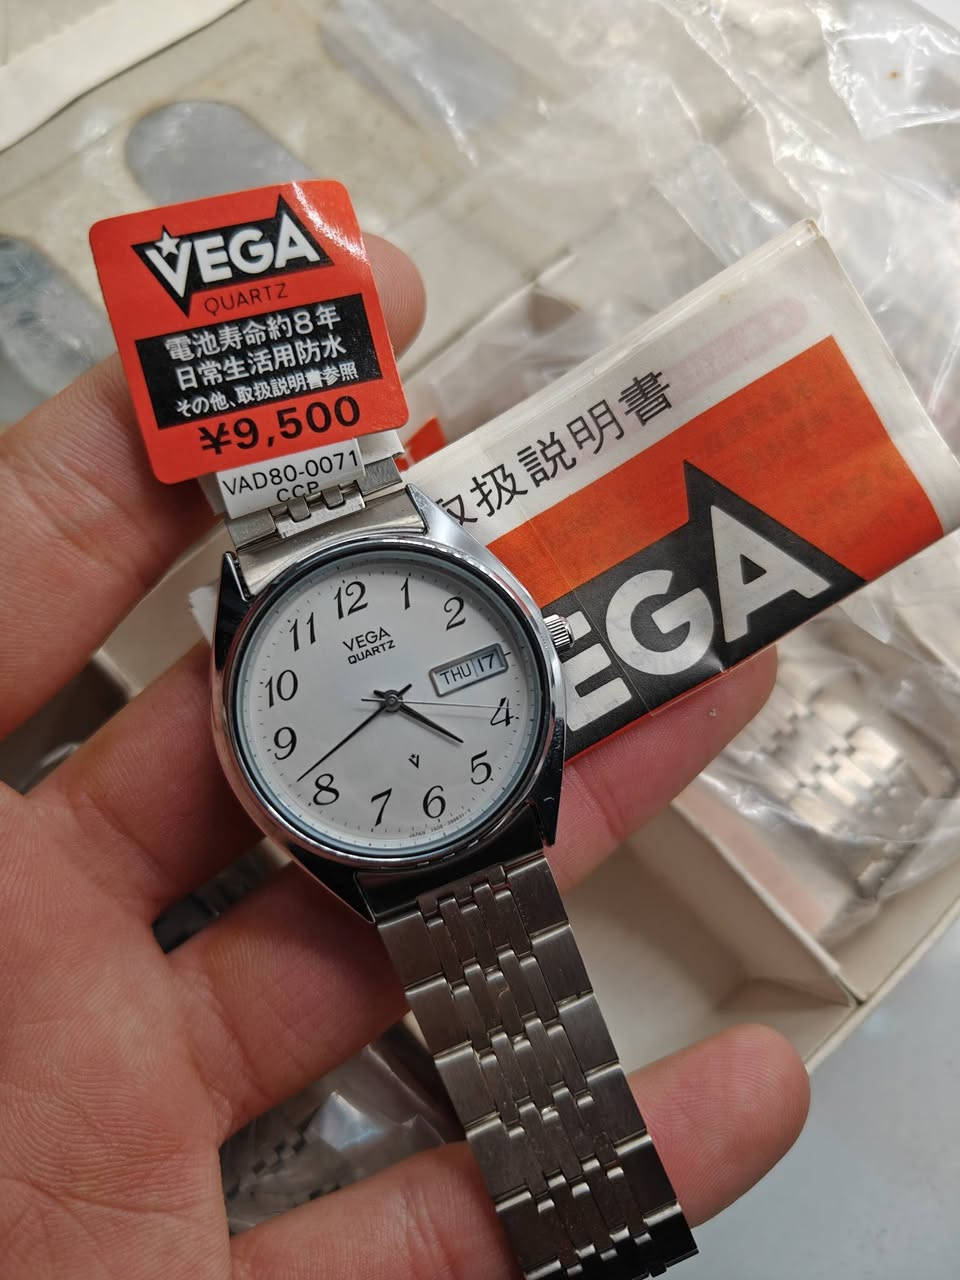 VEGA
QUARTZ
電池寿命約8年
日常生活用防水
その他、取扱説明書参照
¥9,500
VAD80-0071
CCP
取扱説明書
EGA
12
1
2
11
VEGA
QUARTZ
THU 17
10
4
9
5
8
7
6
JAPAN